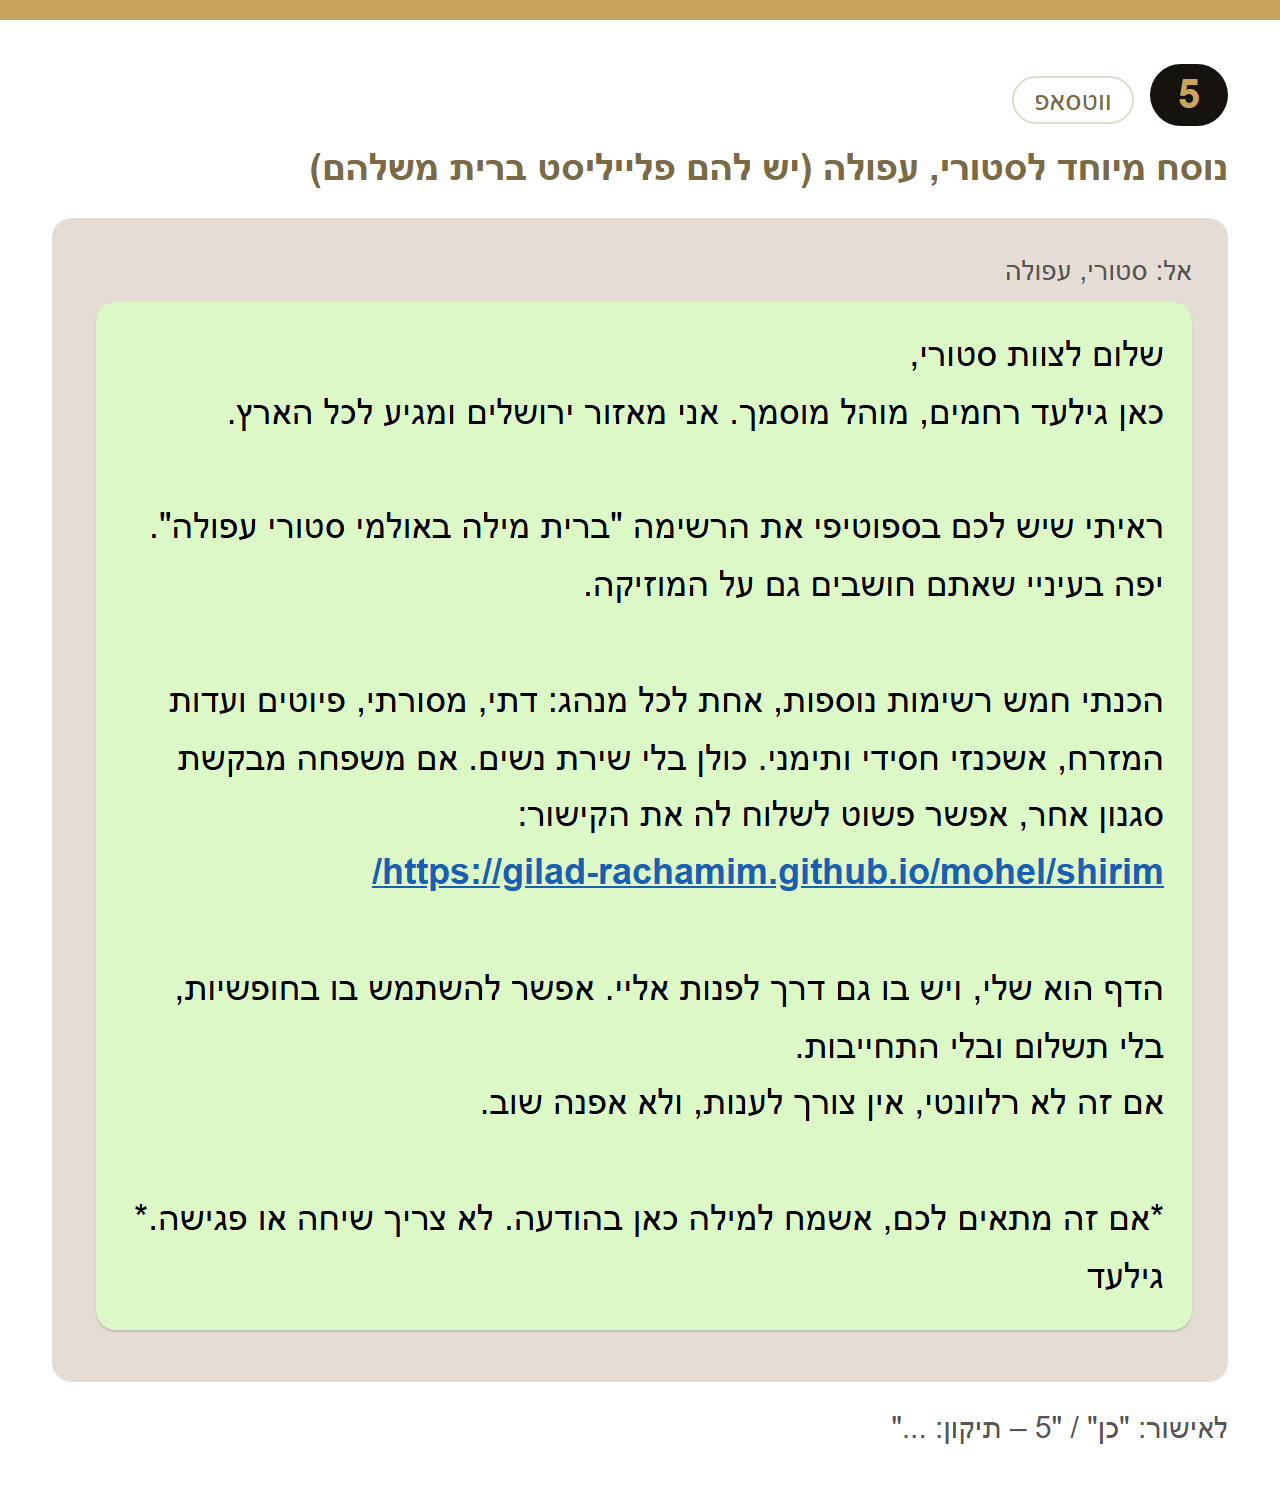 5
ווטסאפ
נוסח מיוחד לסטורי, עפולה (יש להם פלייליסט ברית משלהם)
אל: סטורי, עפולה
שלום לצוות סטורי,
כאן גילעד רחמים, מוהל מוסמך. אני מאזור ירושלים ומגיע לכל הארץ.
ראיתי שיש לכם בספוטיפי את הרשימה "ברית מילה באולמי סטורי עפולה".
יפה בעיניי שאתם חושבים גם על המוזיקה.
הכנתי חמש רשימות נוספות, אחת לכל מנהג: דתי, מסורתי, פיוטים ועדות
המזרח, אשכנזי חסידי ותימני. כולן בלי שירת נשים. אם משפחה מבקשת
סגנון אחר, אפשר פשוט לשלוח לה את הקישור:
https://gilad-rachamim.github.io/mohel/shirim/
הדף הוא שלי, ויש בו גם דרך לפנות אליי. אפשר להשתמש בו בחופשיות,
בלי תשלום ובלי התחייבות.
אם זה לא רלוונטי, אין צורך לענות, ולא אפנה שוב.
*אם זה מתאים לכם, אשמח למילה כאן בהודעה. לא צריך שיחה או פגישה.*
גילעד
לאישור: "כן" / "5 – תיקון: ..."